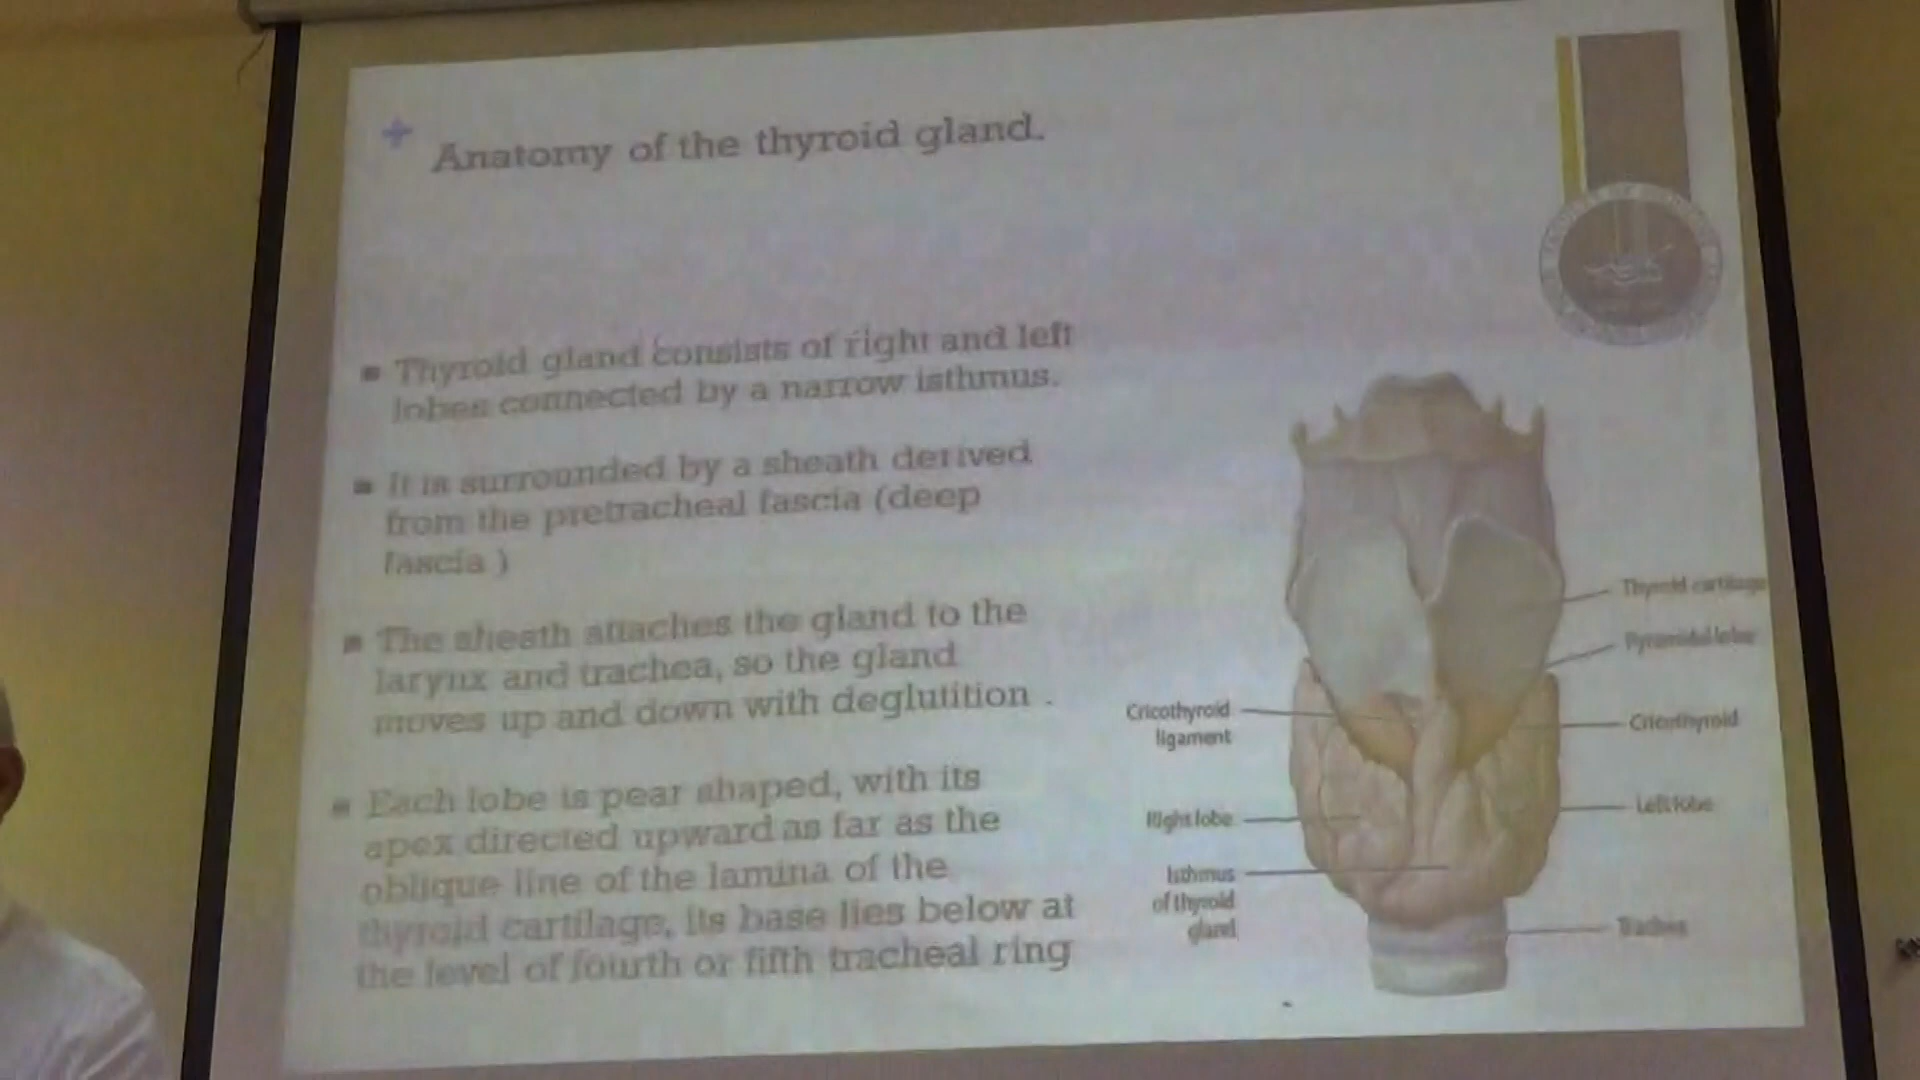 +
Anatomy of the thyroid gland.
▪ Thyroid gland consists of right and left
lobes connected by a narrow isthmus.
▪ It is surrounded by a sheath derived
from the pretracheal fascia (deep
fascia )
▪ The sheath attaches the gland to the
larynx and trachea, so the gland
moves up and down with deglutition .
▪ Each lobe is pear shaped, with its
apex directed upward as far as the
oblique line of the lamina of the
thyroid cartilage, its base lies below at
the level of fourth or fifth tracheal ring
Thyroid cartilage
Pyramidal lobe
Cricothyroid
ligament
Cricothyroid
Right lobe
Left lobe
Isthmus
of thyroid
gland
Trachea